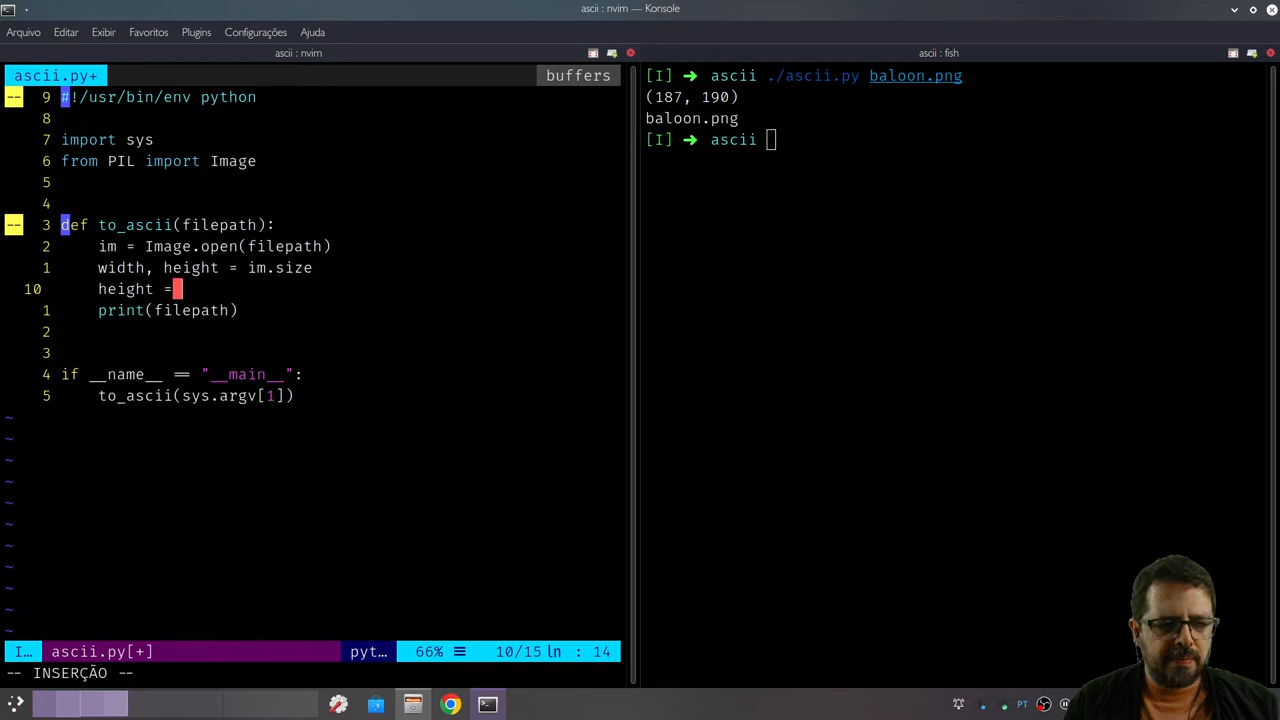 ascii : nvim — Konsole
Arquivo Editar Exibir Favoritos Plugins Configurações Ajuda
ascii : nvim
ascii : fish
ascii.py+ buffers
-- 9 #!/usr/bin/env python
8
7 import sys
6 from PIL import Image
5
4
-- 3 def to_ascii(filepath):
2 im = Image.open(filepath)
1 width, height = im.size
10 height =
1 print(filepath)
2
3
4 if __name__ == "__main__":
5 to_ascii(sys.argv[1])
~
~
~
~
~
~
~
~
~
~
~
I… ascii.py[+] pyt… 66% ☰ 10/15 ln : 14
-- INSERÇÃO --
[I] ➜ ascii ./ascii.py baloon.png
(187, 190)
baloon.png
[I] ➜ ascii
PT